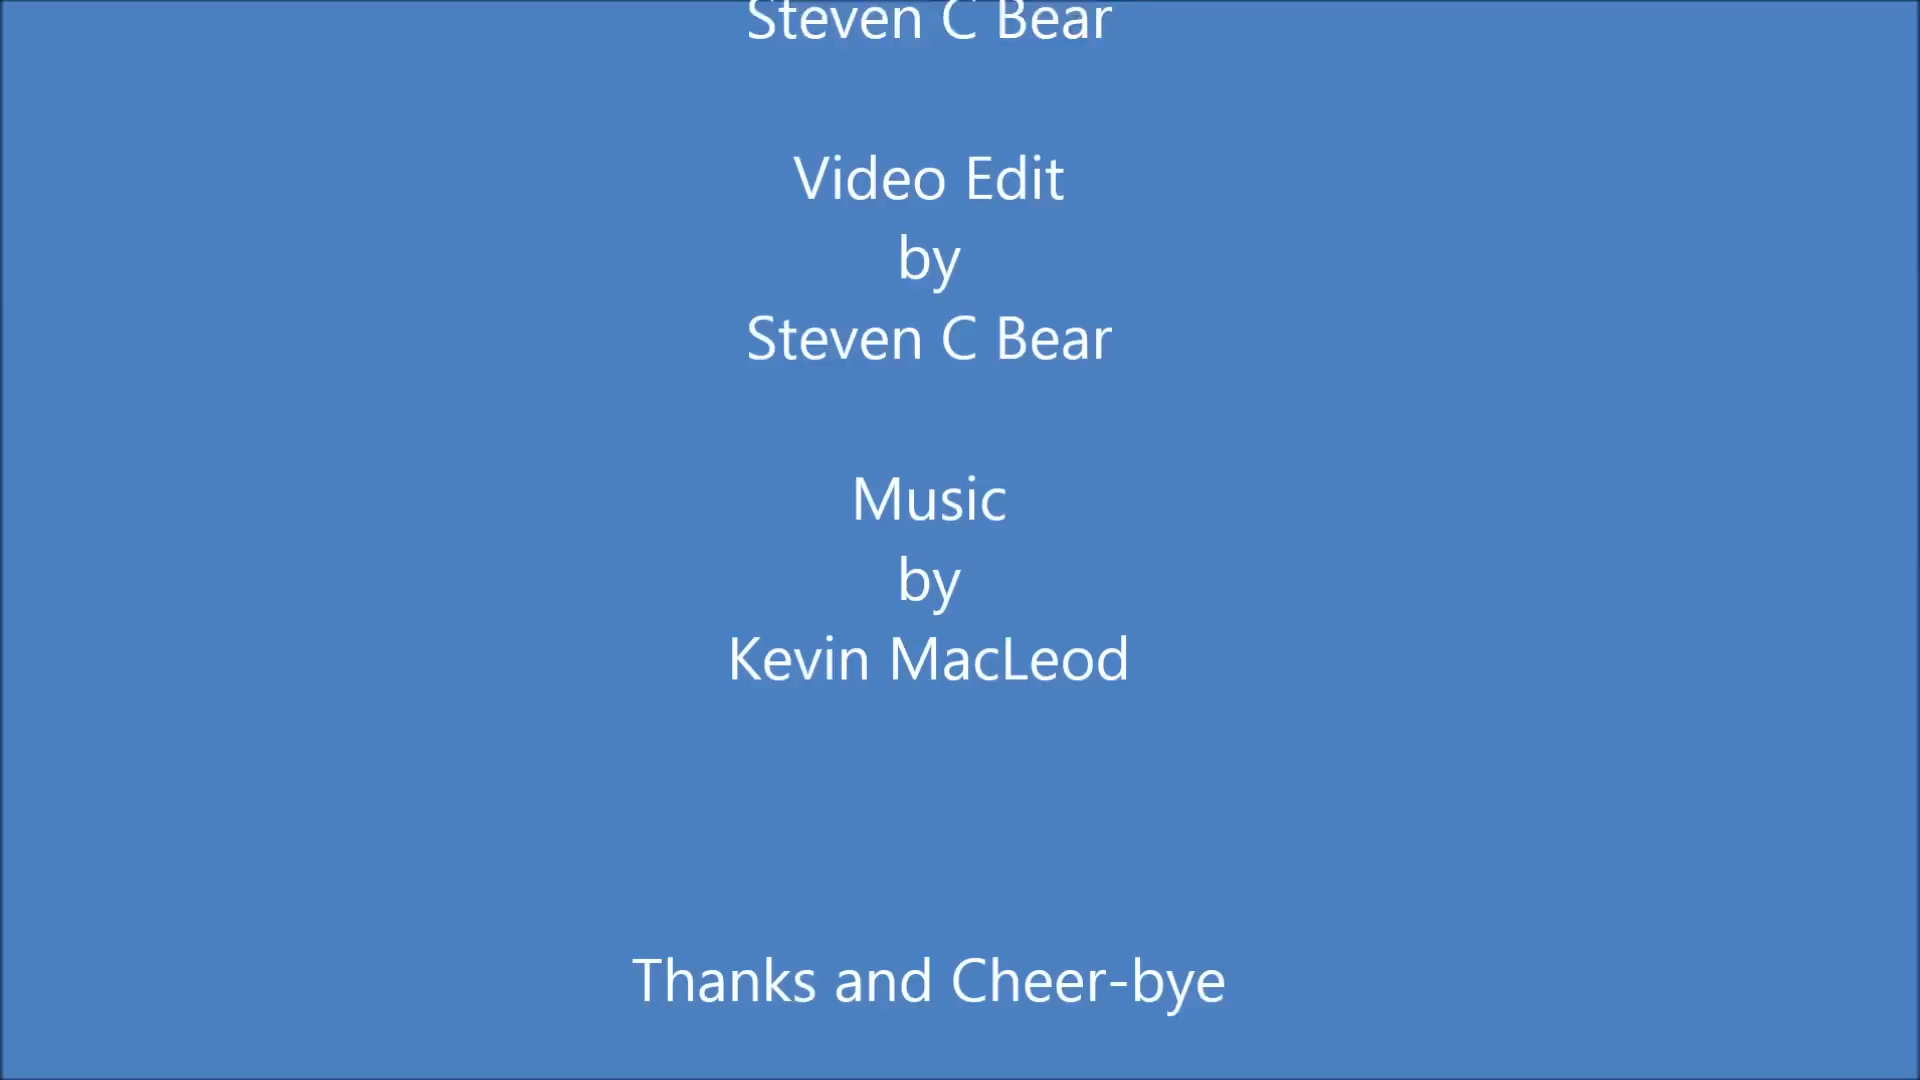 Steven C Bear
Video Edit
by
Steven C Bear
Music
by
Kevin MacLeod
Thanks and Cheer-bye